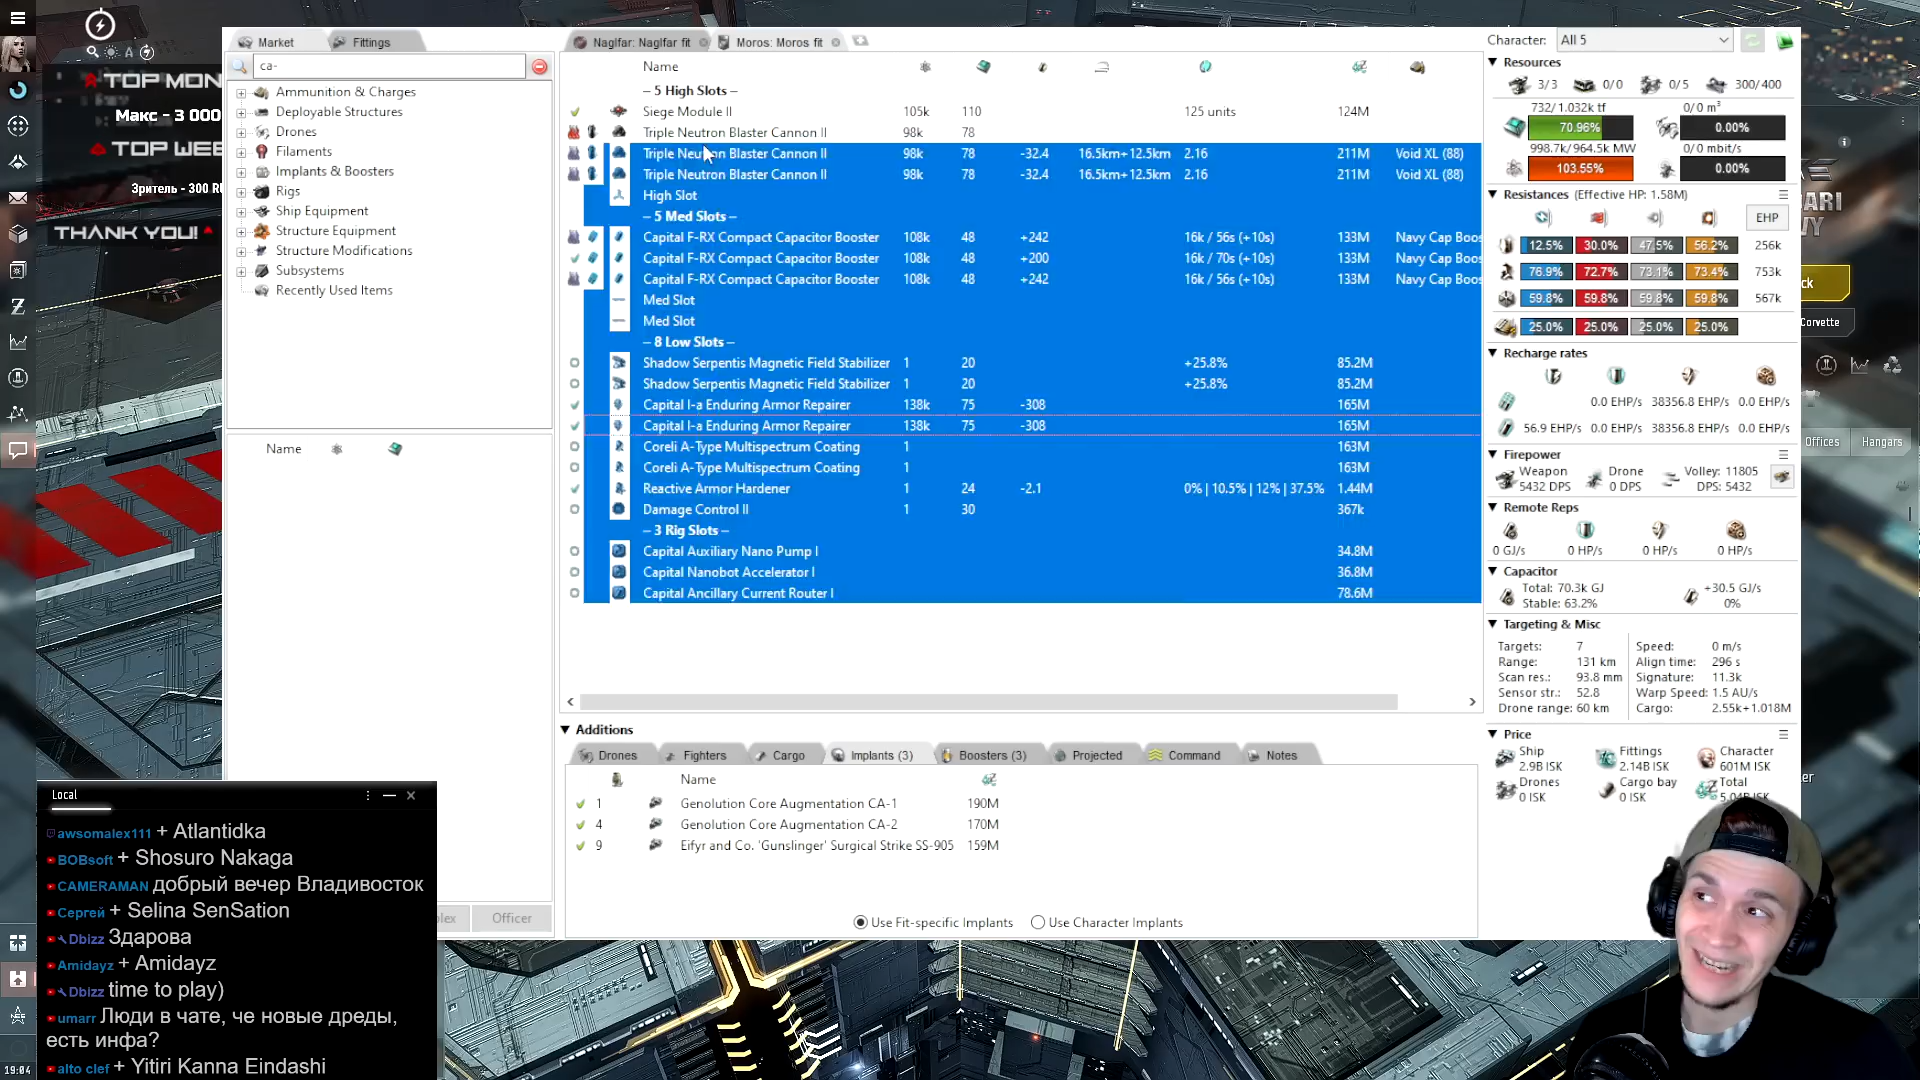 Market
Fittings
ca-
Ammunition & Charges
Deployable Structures
Drones
Filaments
Implants & Boosters
Rigs
Ship Equipment
Structure Equipment
Structure Modifications
Subsystems
Recently Used Items
Name
Officer
TOP MON
Макс - 3 000
TOP WEE
Зритель - 300 RU
THANK YOU!
19:04
Naglfar: Naglfar fit
Moros: Moros fit
Name
– 5 High Slots –
Siege Module II 105k 110 125 units 124M
Triple Neutron Blaster Cannon II 98k 78
Triple Neutron Blaster Cannon II 98k 78 -32.4 16.5km+12.5km 2.16 211M Void XL (88)
Triple Neutron Blaster Cannon II 98k 78 -32.4 16.5km+12.5km 2.16 211M Void XL (88)
High Slot
– 5 Med Slots –
Capital F-RX Compact Capacitor Booster 108k 48 +242 16k / 56s (+10s) 133M Navy Cap Boos
Capital F-RX Compact Capacitor Booster 108k 48 +200 16k / 70s (+10s) 133M Navy Cap Boos
Capital F-RX Compact Capacitor Booster 108k 48 +242 16k / 56s (+10s) 133M Navy Cap Boos
Med Slot
Med Slot
– 8 Low Slots –
Shadow Serpentis Magnetic Field Stabilizer 1 20 +25.8% 85.2M
Shadow Serpentis Magnetic Field Stabilizer 1 20 +25.8% 85.2M
Capital I-a Enduring Armor Repairer 138k 75 -308 165M
Capital I-a Enduring Armor Repairer 138k 75 -308 165M
Coreli A-Type Multispectrum Coating 1 163M
Coreli A-Type Multispectrum Coating 1 163M
Reactive Armor Hardener 1 24 -2.1 0% | 10.5% | 12% | 37.5% 1.44M
Damage Control II 1 30 367k
– 3 Rig Slots –
Capital Auxiliary Nano Pump I 34.8M
Capital Nanobot Accelerator I 36.8M
Capital Ancillary Current Router I 78.6M
Additions
Drones Fighters Cargo Implants (3) Boosters (3) Projected Command Notes
Name
1 Genolution Core Augmentation CA-1 190M
4 Genolution Core Augmentation CA-2 170M
9 Eifyr and Co. 'Gunslinger' Surgical Strike SS-905 159M
Use Fit-specific Implants Use Character Implants
Character: All 5
Resources
3/3 0/0 0/5 300/400
732/1.032k tf 0/0 m³
70.96% 0.00%
998.7k/964.5k MW 0/0 mbit/s
103.55% 0.00%
Resistances (Effective HP: 1.58M)
EHP
12.5% 30.0% 47.5% 56.2% 256k
76.9% 72.7% 73.1% 73.4% 753k
59.8% 59.8% 59.8% 59.8% 567k
25.0% 25.0% 25.0% 25.0%
Recharge rates
0.0 EHP/s 38356.8 EHP/s 0.0 EHP/s
56.9 EHP/s 0.0 EHP/s 38356.8 EHP/s 0.0 EHP/s
Firepower
Weapon Drone Volley: 11805
5432 DPS 0 DPS DPS: 5432
Remote Reps
0 GJ/s 0 HP/s 0 HP/s 0 HP/s
Capacitor
Total: 70.3k GJ +30.5 GJ/s
Stable: 63.2% 0%
Targeting & Misc
Targets: 7 Speed: 0 m/s
Range: 131 km Align time: 296 s
Scan res.: 93.8 mm Signature: 11.3k
Sensor str.: 52.8 Warp Speed: 1.5 AU/s
Drone range: 60 km Cargo: 2.55k+1.018M
Price
Ship Fittings Character
2.9B ISK 2.14B ISK 601M ISK
Drones Cargo bay Total
0 ISK 0 ISK
ARI
ck
Corvette
Offices Hangars
Local
awsomalex111 + Atlantidka
BOBsoft + Shosuro Nakaga
CAMERAMAN добрый вечер Владивосток
Сергей + Selina SenSation
Dbizz Здарова
Amidayz + Amidayz
Dbizz time to play)
umarr Люди в чате, че новые дреды,
есть инфа?
alto clef + Yitiri Kanna Eindashi